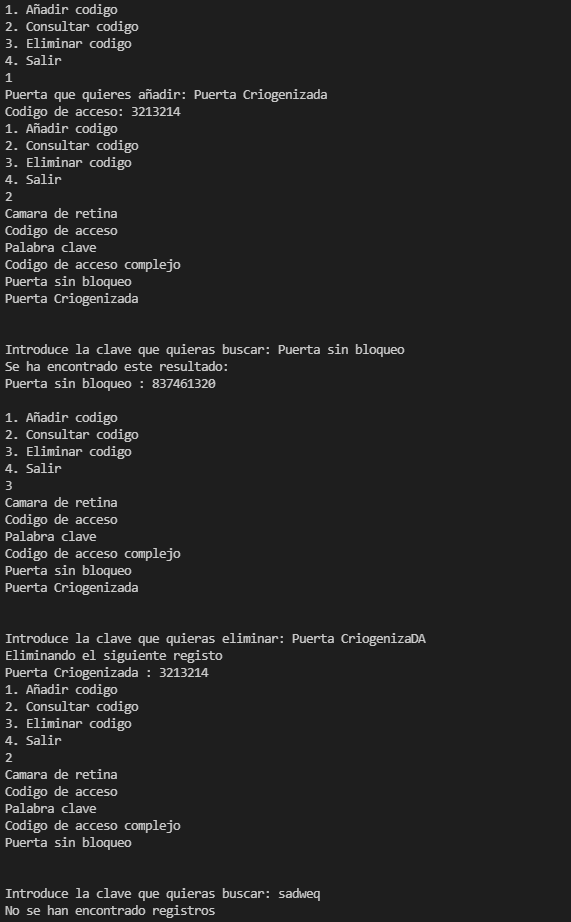 1. Añadir codigo
2. Consultar codigo
3. Eliminar codigo
4. Salir
1
Puerta que quieres añadir: Puerta Criogenizada
Codigo de acceso: 3213214
1. Añadir codigo
2. Consultar codigo
3. Eliminar codigo
4. Salir
2
Camara de retina
Codigo de acceso
Palabra clave
Codigo de acceso complejo
Puerta sin bloqueo
Puerta Criogenizada
Introduce la clave que quieras buscar: Puerta sin bloqueo
Se ha encontrado este resultado:
Puerta sin bloqueo : 837461320
1. Añadir codigo
2. Consultar codigo
3. Eliminar codigo
4. Salir
3
Camara de retina
Codigo de acceso
Palabra clave
Codigo de acceso complejo
Puerta sin bloqueo
Puerta Criogenizada
Introduce la clave que quieras eliminar: Puerta CriogenizaDA
Eliminando el siguiente registo
Puerta Criogenizada : 3213214
1. Añadir codigo
2. Consultar codigo
3. Eliminar codigo
4. Salir
2
Camara de retina
Codigo de acceso
Palabra clave
Codigo de acceso complejo
Puerta sin bloqueo
Introduce la clave que quieras buscar: sadweq
No se han encontrado registros